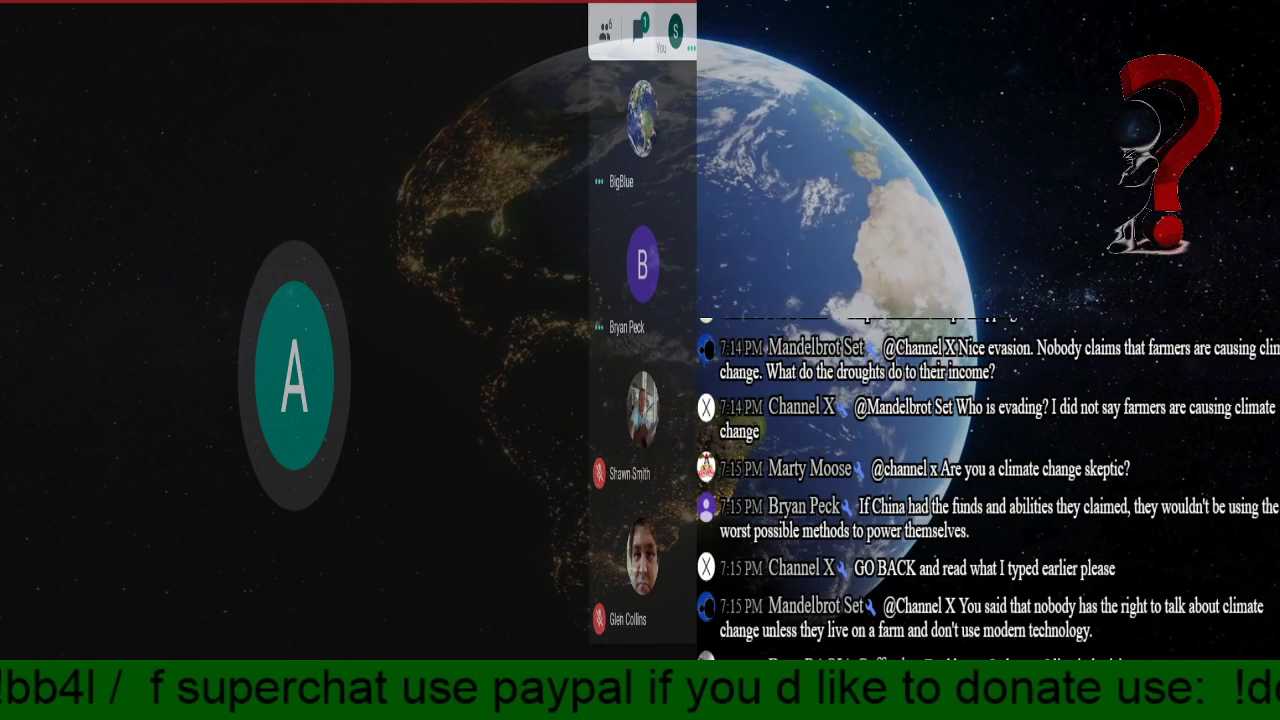 6
1
S
You
BigBlue
B
Bryan Peck
A
Shawn Smith
Glen Collins
7:14 PM Mandelbrot Set @Channel X Nice evasion. Nobody claims that farmers are causing clim
change. What do the droughts do to their income?
X 7:14 PM Channel X @Mandelbrot Set Who is evading? I did not say farmers are causing climate
change
7:15 PM Marty Moose @channel x Are you a climate change skeptic?
7:15 PM Bryan Peck If China had the funds and abilities they claimed, they wouldn't be using the
worst possible methods to power themselves.
X 7:15 PM Channel X GO BACK and read what I typed earlier please
7:15 PM Mandelbrot Set @Channel X You said that nobody has the right to talk about climate
change unless they live on a farm and don't use modern technology.
!bb4l / f superchat use paypal if you d like to donate use: !d
?